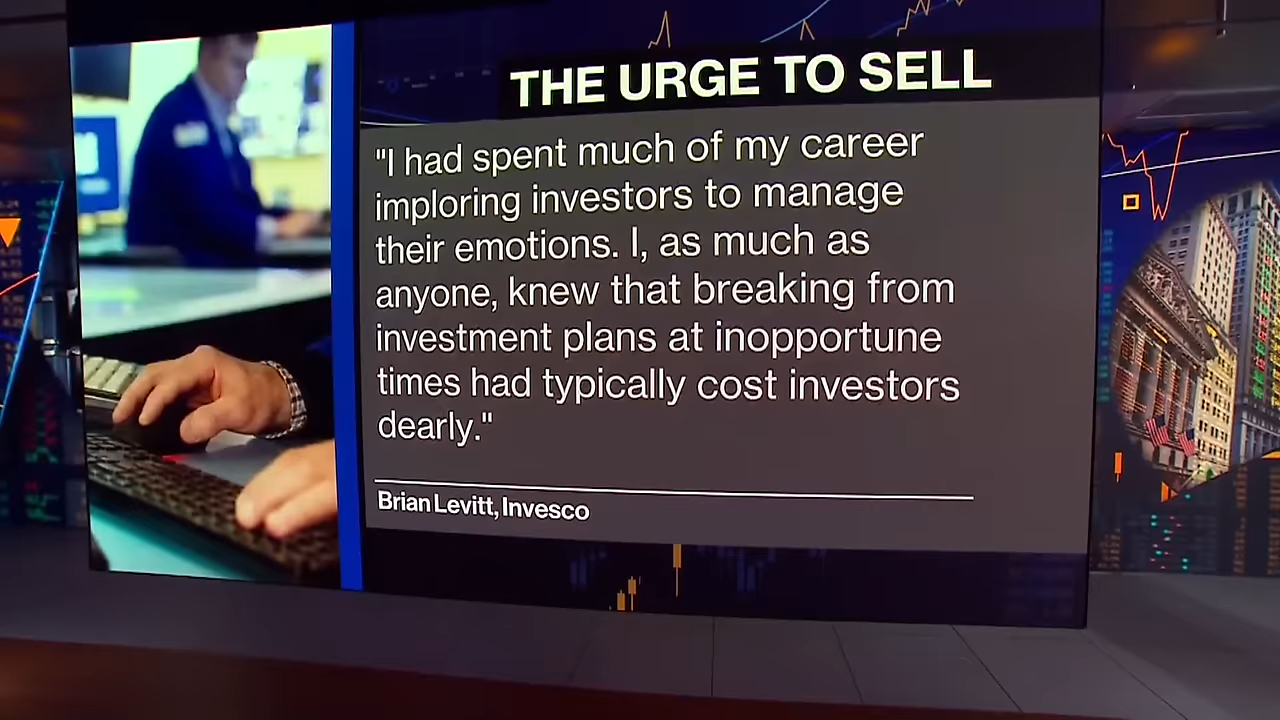 THE URGE TO SELL
"I had spent much of my career
imploring investors to manage
their emotions. I, as much as
anyone, knew that breaking from
investment plans at inopportune
times had typically cost investors
dearly."
Brian Levitt, Invesco